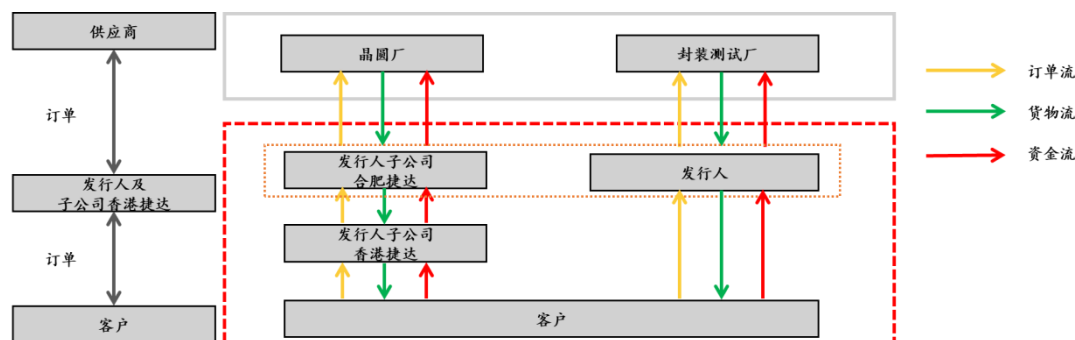 供应商
订单
发行人及
子公司香港捷达
订单
客户
晶圆厂
封装测试厂
发行人子公司
合肥捷达
发行人
发行人子公司
香港捷达
客户
订单流
货物流
资金流